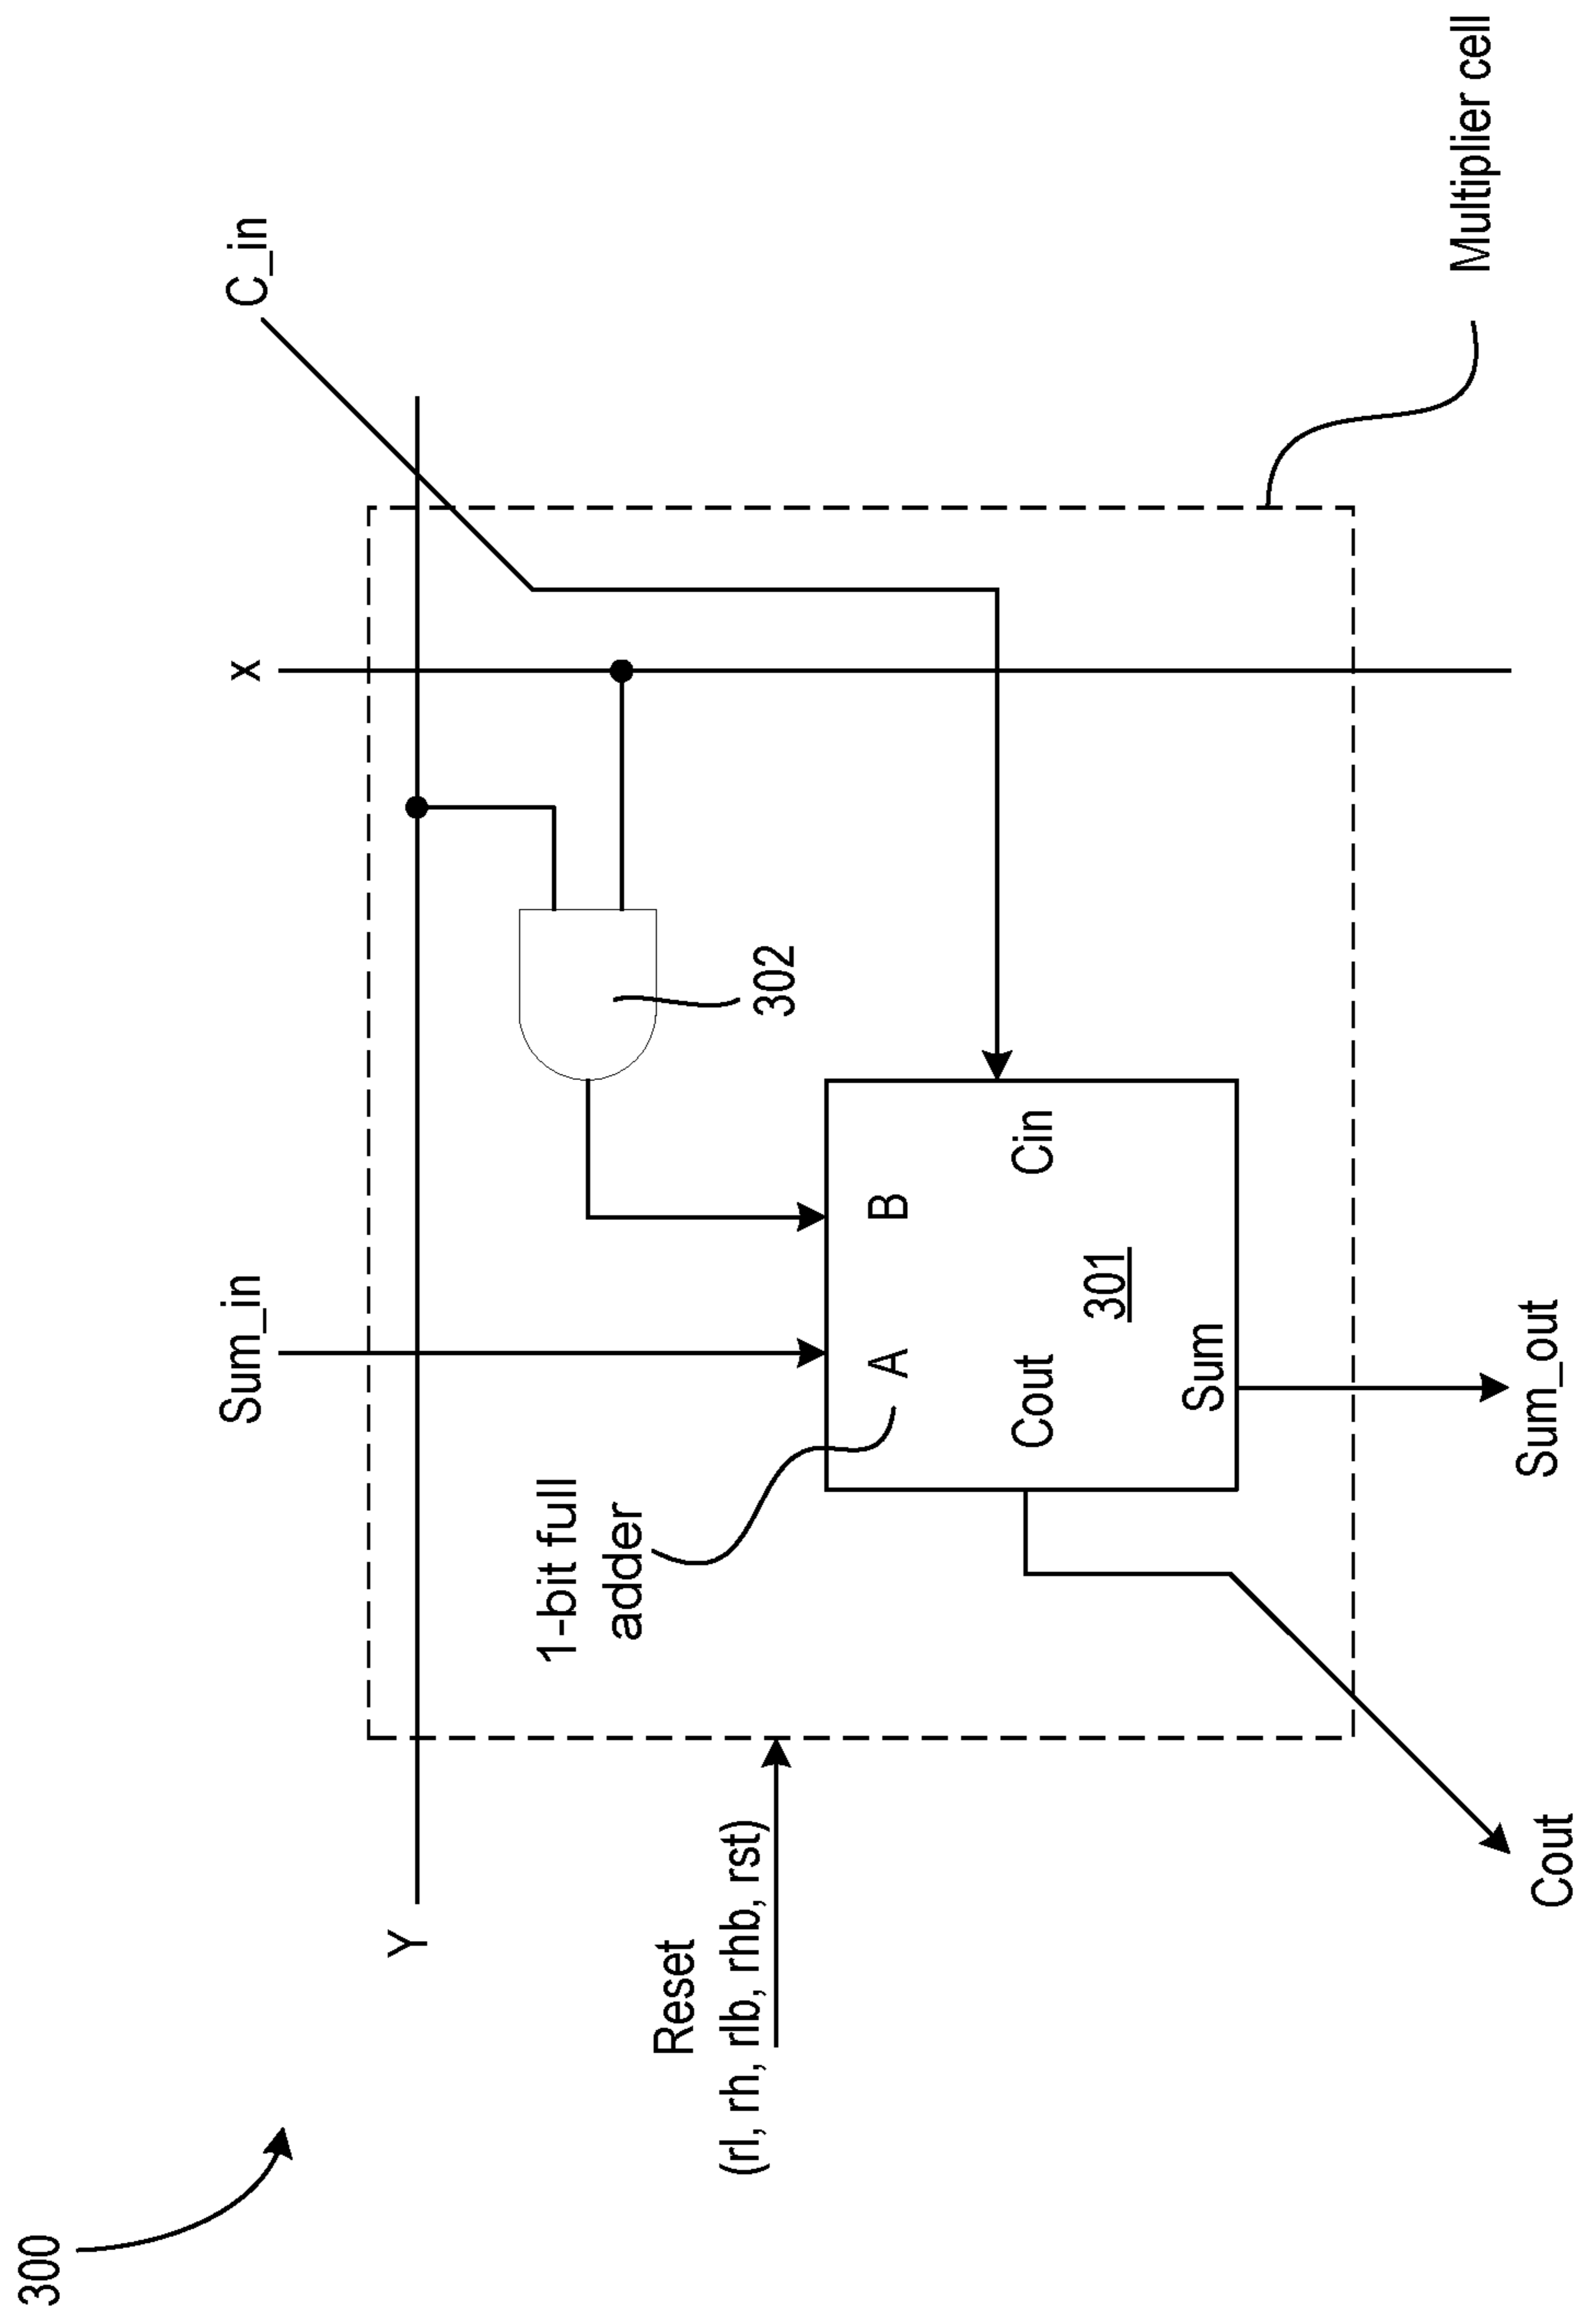 300
Y
Sum_in
x
C_in
Reset
(rl, rh, rlb, rhb, rst)
1-bit full
adder
302
A
B
Cout
Cin
301
Sum
Cout
Sum_out
Multiplier cell